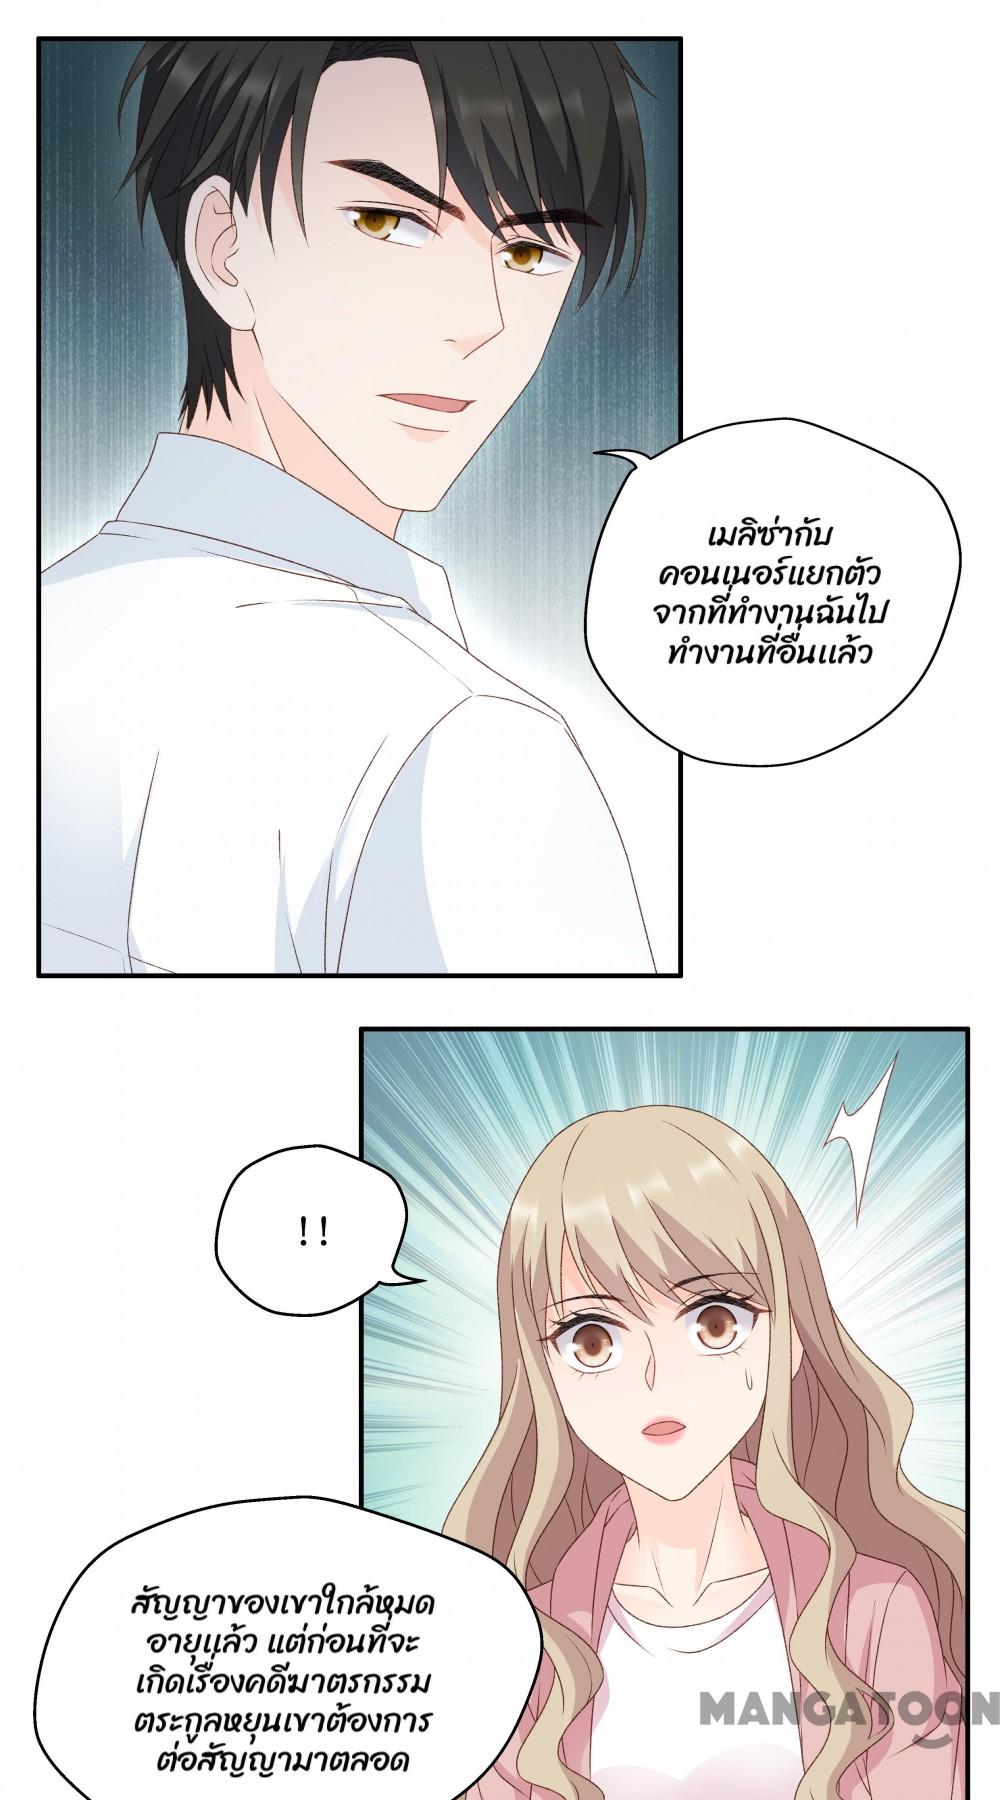 เมลิซ่ากับ
คอนเนอร์แยกตัว
จากที่ทำงานฉันไป
ทำงานที่อื่นแล้ว
!!
สัญญาของเขาใกล้หมด
อายุแล้ว แต่ก่อนที่จะ
เกิดเรื่องคดีฆาตรกรรม
ตระกูลหยุนเขาต้องการ
ต่อสัญญามาตลอด
MANGATOON